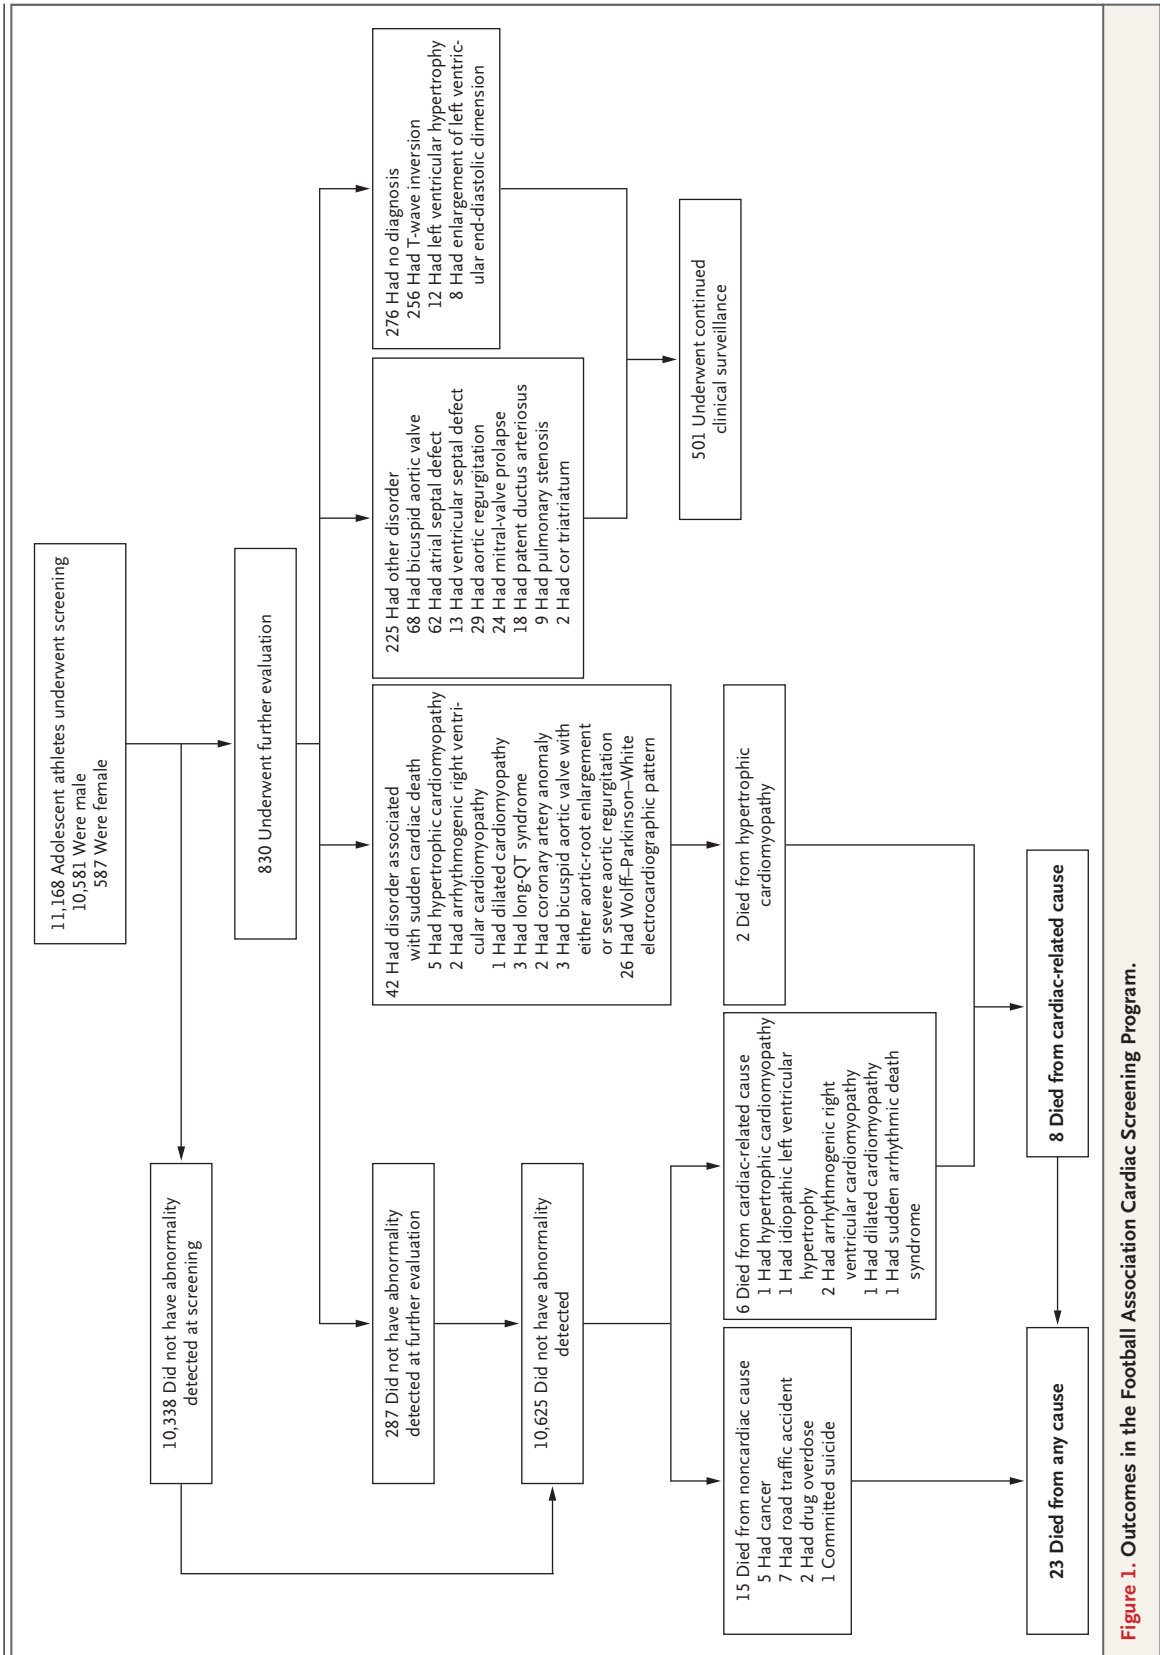 11,168 Adolescent athletes underwent screening
10,581 Were male
587 Were female
10,338 Did not have abnormality
detected at screening
830 Underwent further evaluation
287 Did not have abnormality
detected at further evaluation
42 Had disorder associated
with sudden cardiac death
5 Had hypertrophic cardiomyopathy
2 Had arrhythmogenic right ventri-
cular cardiomyopathy
1 Had dilated cardiomyopathy
3 Had long-QT syndrome
2 Had coronary artery anomaly
3 Had bicuspid aortic valve with
either aortic-root enlargement
or severe aortic regurgitation
26 Had Wolff–Parkinson–White
electrocardiographic pattern
225 Had other disorder
68 Had bicuspid aortic valve
62 Had atrial septal defect
13 Had ventricular septal defect
29 Had aortic regurgitation
24 Had mitral-valve prolapse
18 Had patent ductus arteriosus
9 Had pulmonary stenosis
2 Had cor triatriatum
276 Had no diagnosis
256 Had T-wave inversion
12 Had left ventricular hypertrophy
8 Had enlargement of left ventric-
ular end-diastolic dimension
10,625 Did not have abnormality
detected
501 Underwent continued
clinical surveillance
15 Died from noncardiac cause
5 Had cancer
7 Had road traffic accident
2 Had drug overdose
1 Committed suicide
6 Died from cardiac-related cause
1 Had hypertrophic cardiomyopathy
1 Had idiopathic left ventricular
hypertrophy
2 Had arrhythmogenic right
ventricular cardiomyopathy
1 Had dilated cardiomyopathy
1 Had sudden arrhythmic death
syndrome
2 Died from hypertrophic
cardiomyopathy
23 Died from any cause
8 Died from cardiac-related cause
Figure 1. Outcomes in the Football Association Cardiac Screening Program.